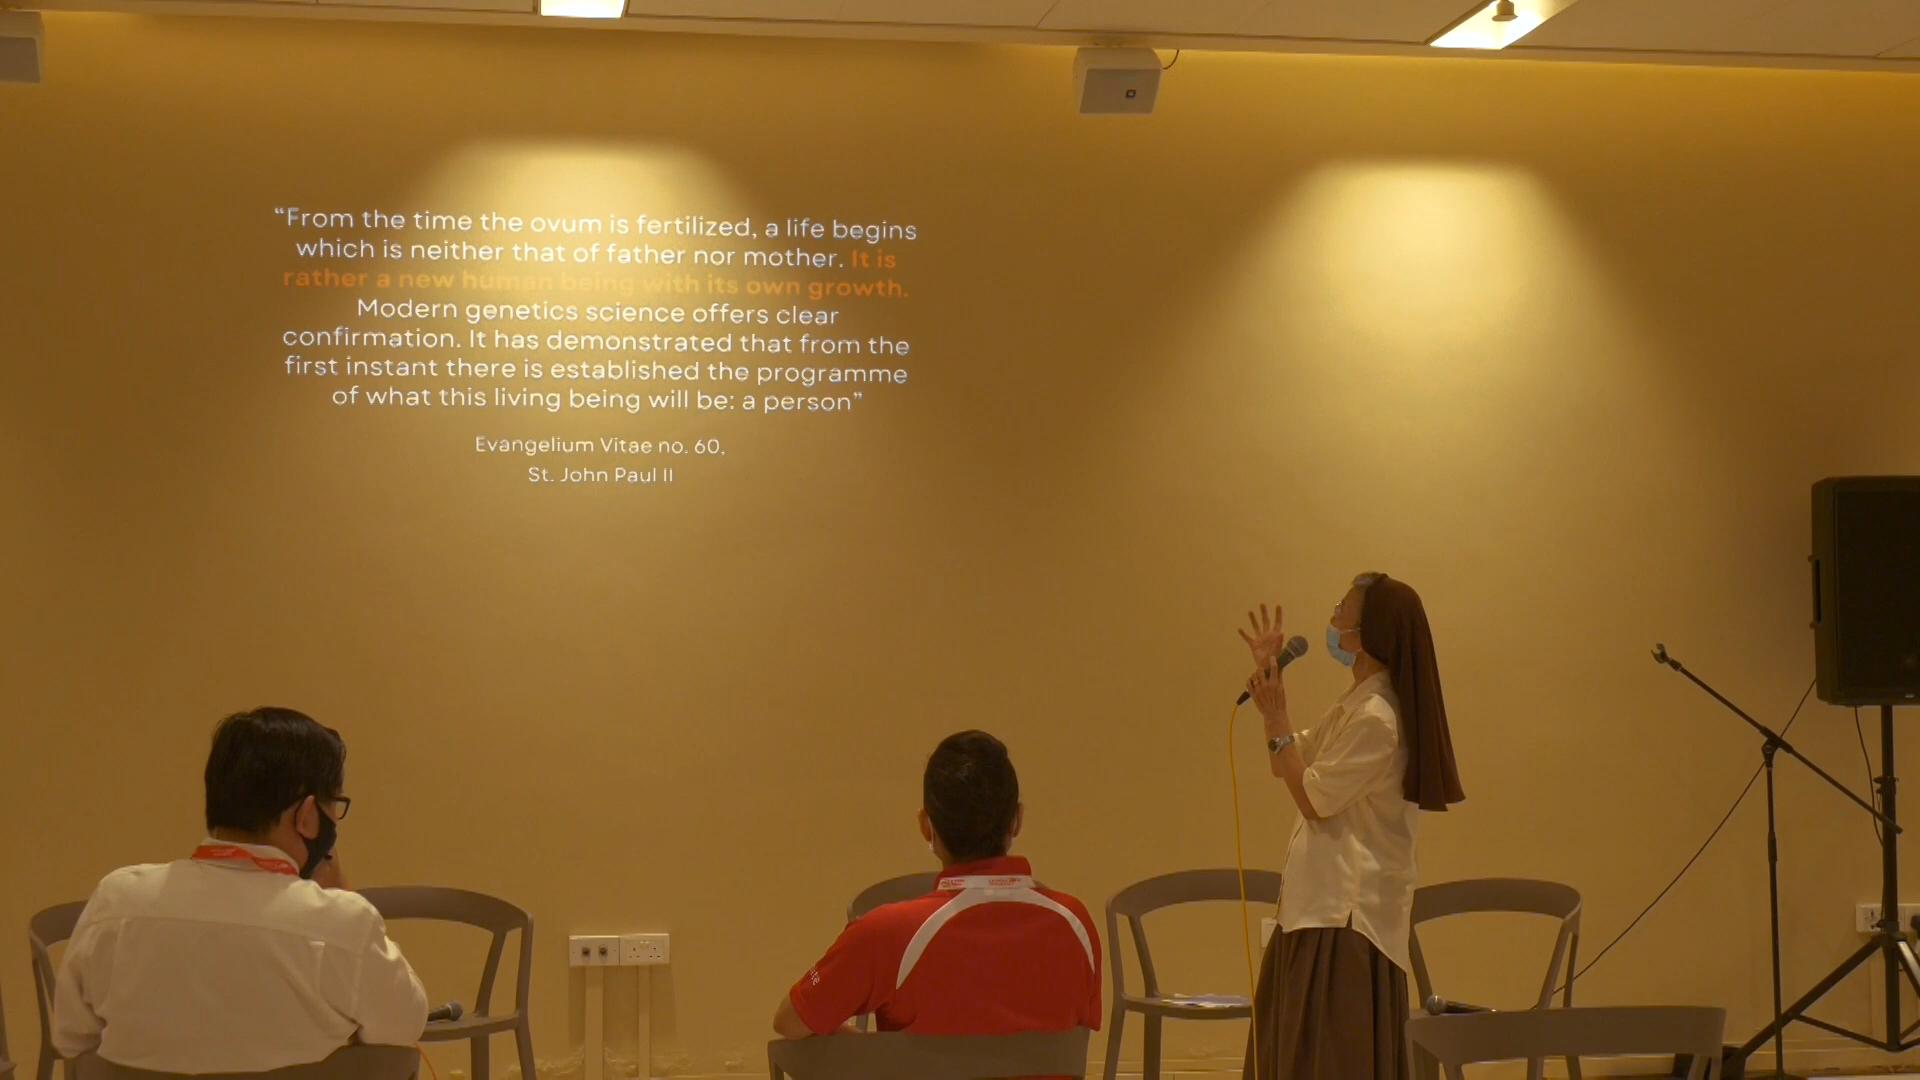 “From the time the ovum is fertilized, a life begins
which is neither that of father nor mother. It is
rather a new human being with its own growth.
Modern genetics science offers clear
confirmation. It has demonstrated that from the
first instant there is established the programme
of what this living being will be: a person”
Evangelium Vitae no. 60,
St. John Paul II